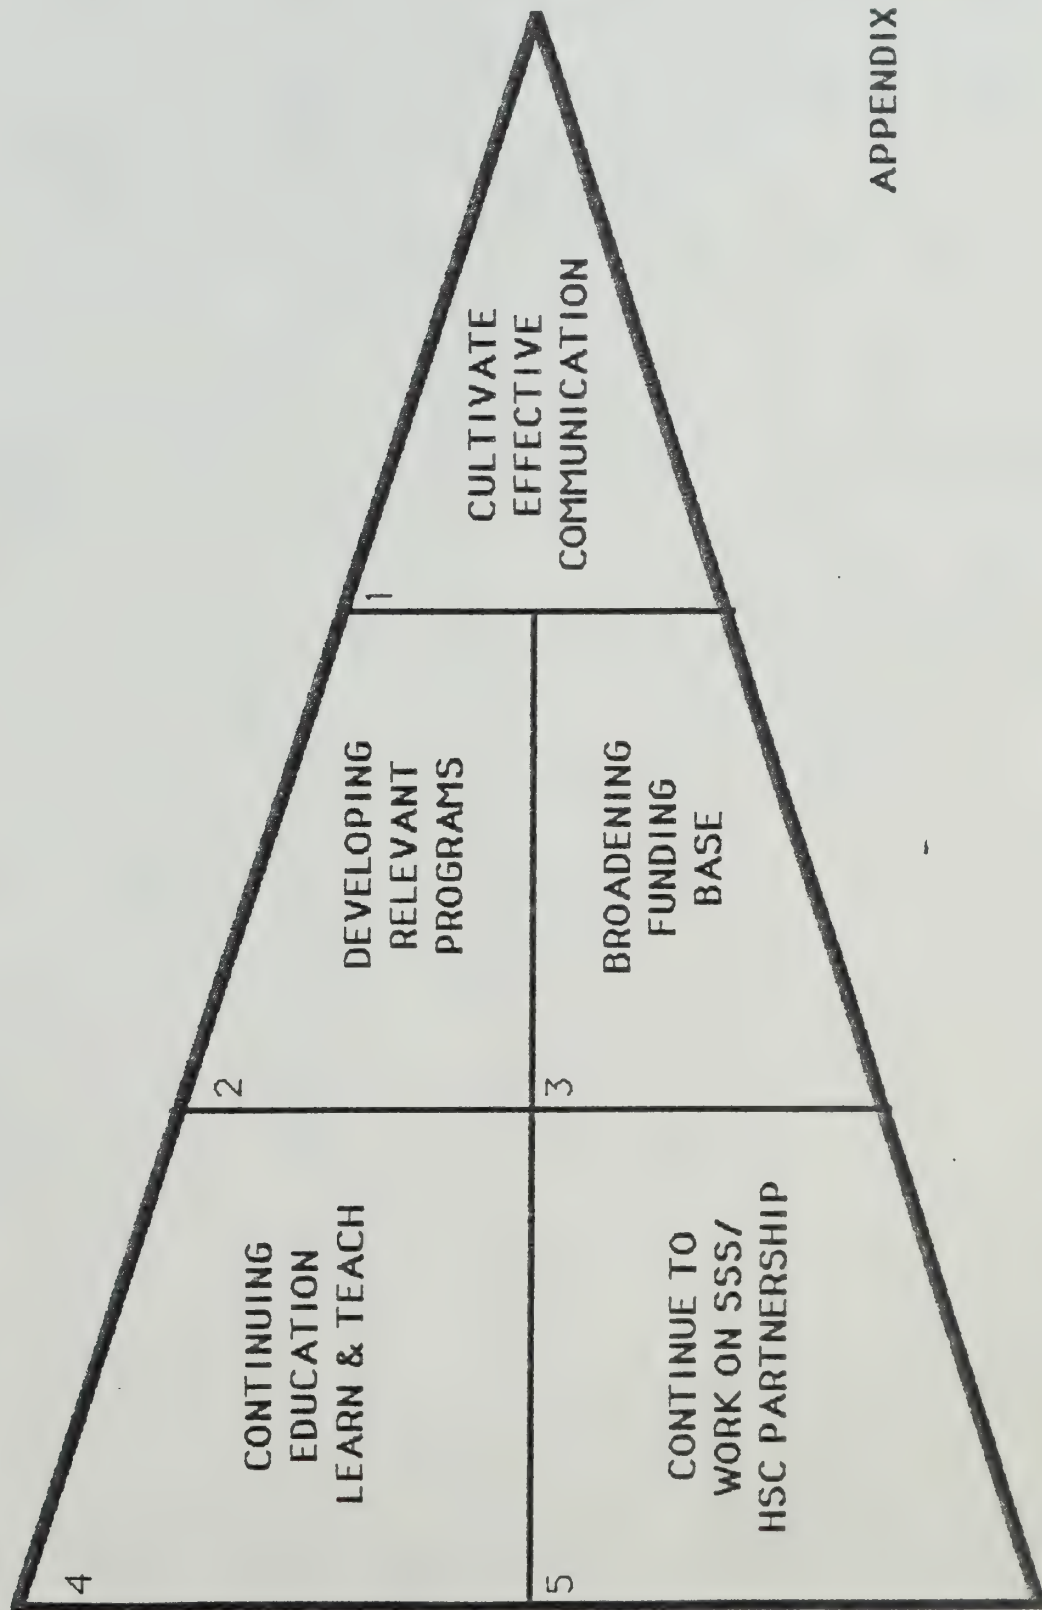 CULTIVATE
EFFECTIVE
COMMUNICATION
1
DEVELOPING
RELEVANT
PROGRAMS
2
BROADENING
FUNDING
BASE
3
CONTINUING
EDUCATION
LEARN & TEACH
4
CONTINUE TO
WORK ON SSS/
HSC PARTNERSHIP
5
APPENDIX